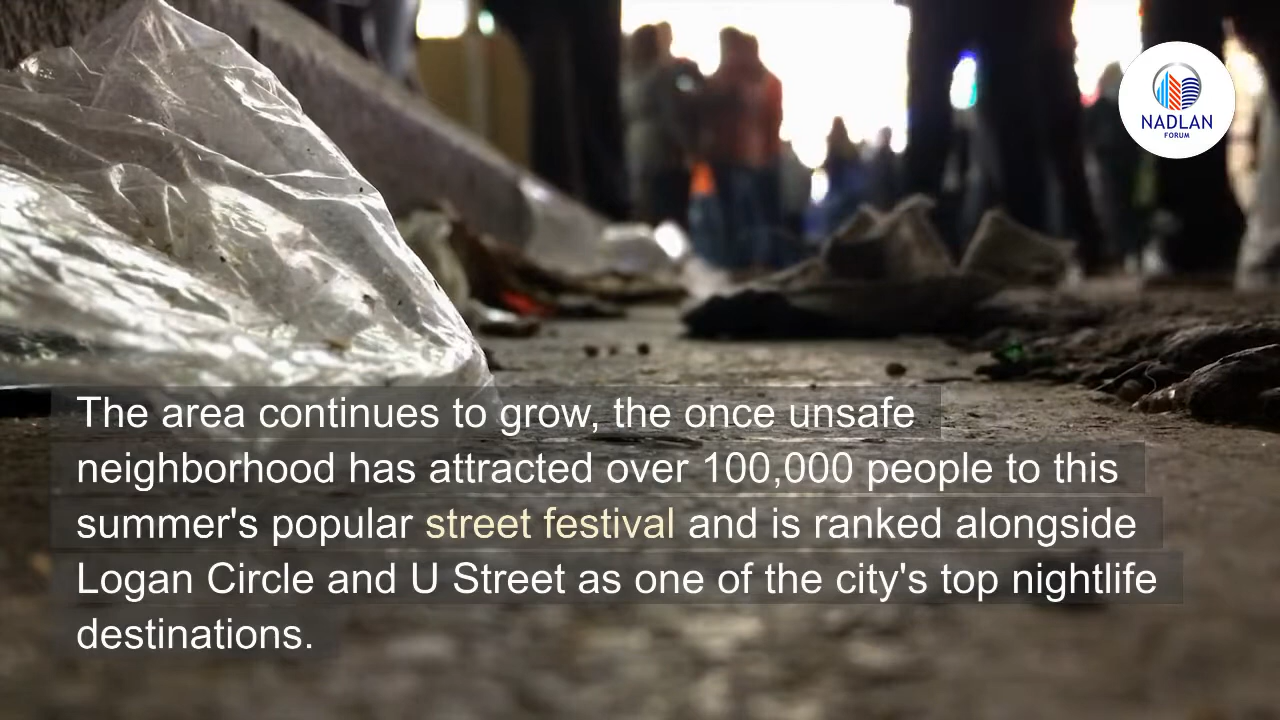 NADLAN
FORUM
The area continues to grow, the once unsafe
neighborhood has attracted over 100,000 people to this
summer's popular street festival and is ranked alongside
Logan Circle and U Street as one of the city's top nightlife
destinations.